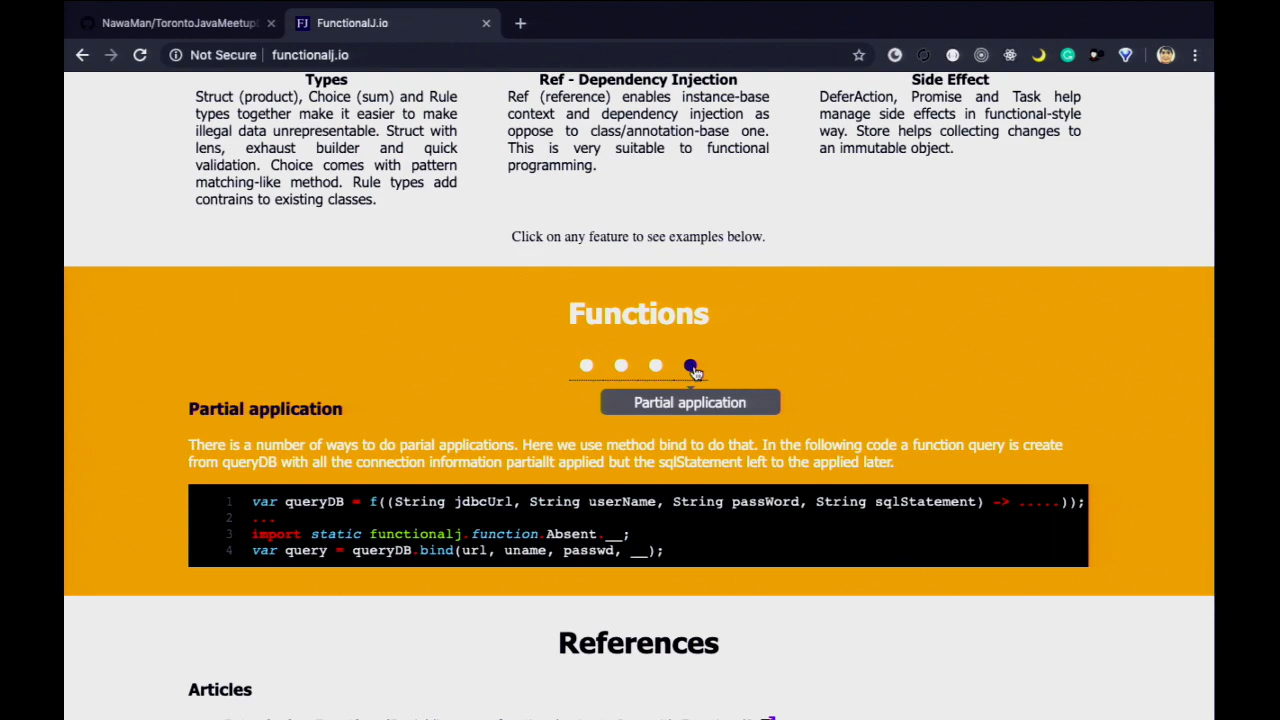 NawaMan/TorontoJavaMeetup
FunctionalJ.io
Not Secure
functionalj.io
Types
Struct (product), Choice (sum) and Rule
types together make it easier to make
illegal data unrepresentable. Struct with
lens, exhaust builder and quick
validation. Choice comes with pattern
matching-like method. Rule types add
contrains to existing classes.
Ref - Dependency Injection
Ref (reference) enables instance-base
context and dependency injection as
oppose to class/annotation-base one.
This is very suitable to functional
programming.
Side Effect
DeferAction, Promise and Task help
manage side effects in functional-style
way. Store helps collecting changes to
an immutable object.
Click on any feature to see examples below.
Functions
Partial application
Partial application
There is a number of ways to do parial applications. Here we use method bind to do that. In the following code a function query is create
from queryDB with all the connection information partiallt applied but the sqlStatement left to the applied later.
1 var queryDB = f((String jdbcUrl, String userName, String passWord, String sqlStatement) -> .....));
2 ...
3 import static functionalj.function.Absent.__;
4 var query = queryDB.bind(url, uname, passwd, __);
References
Articles